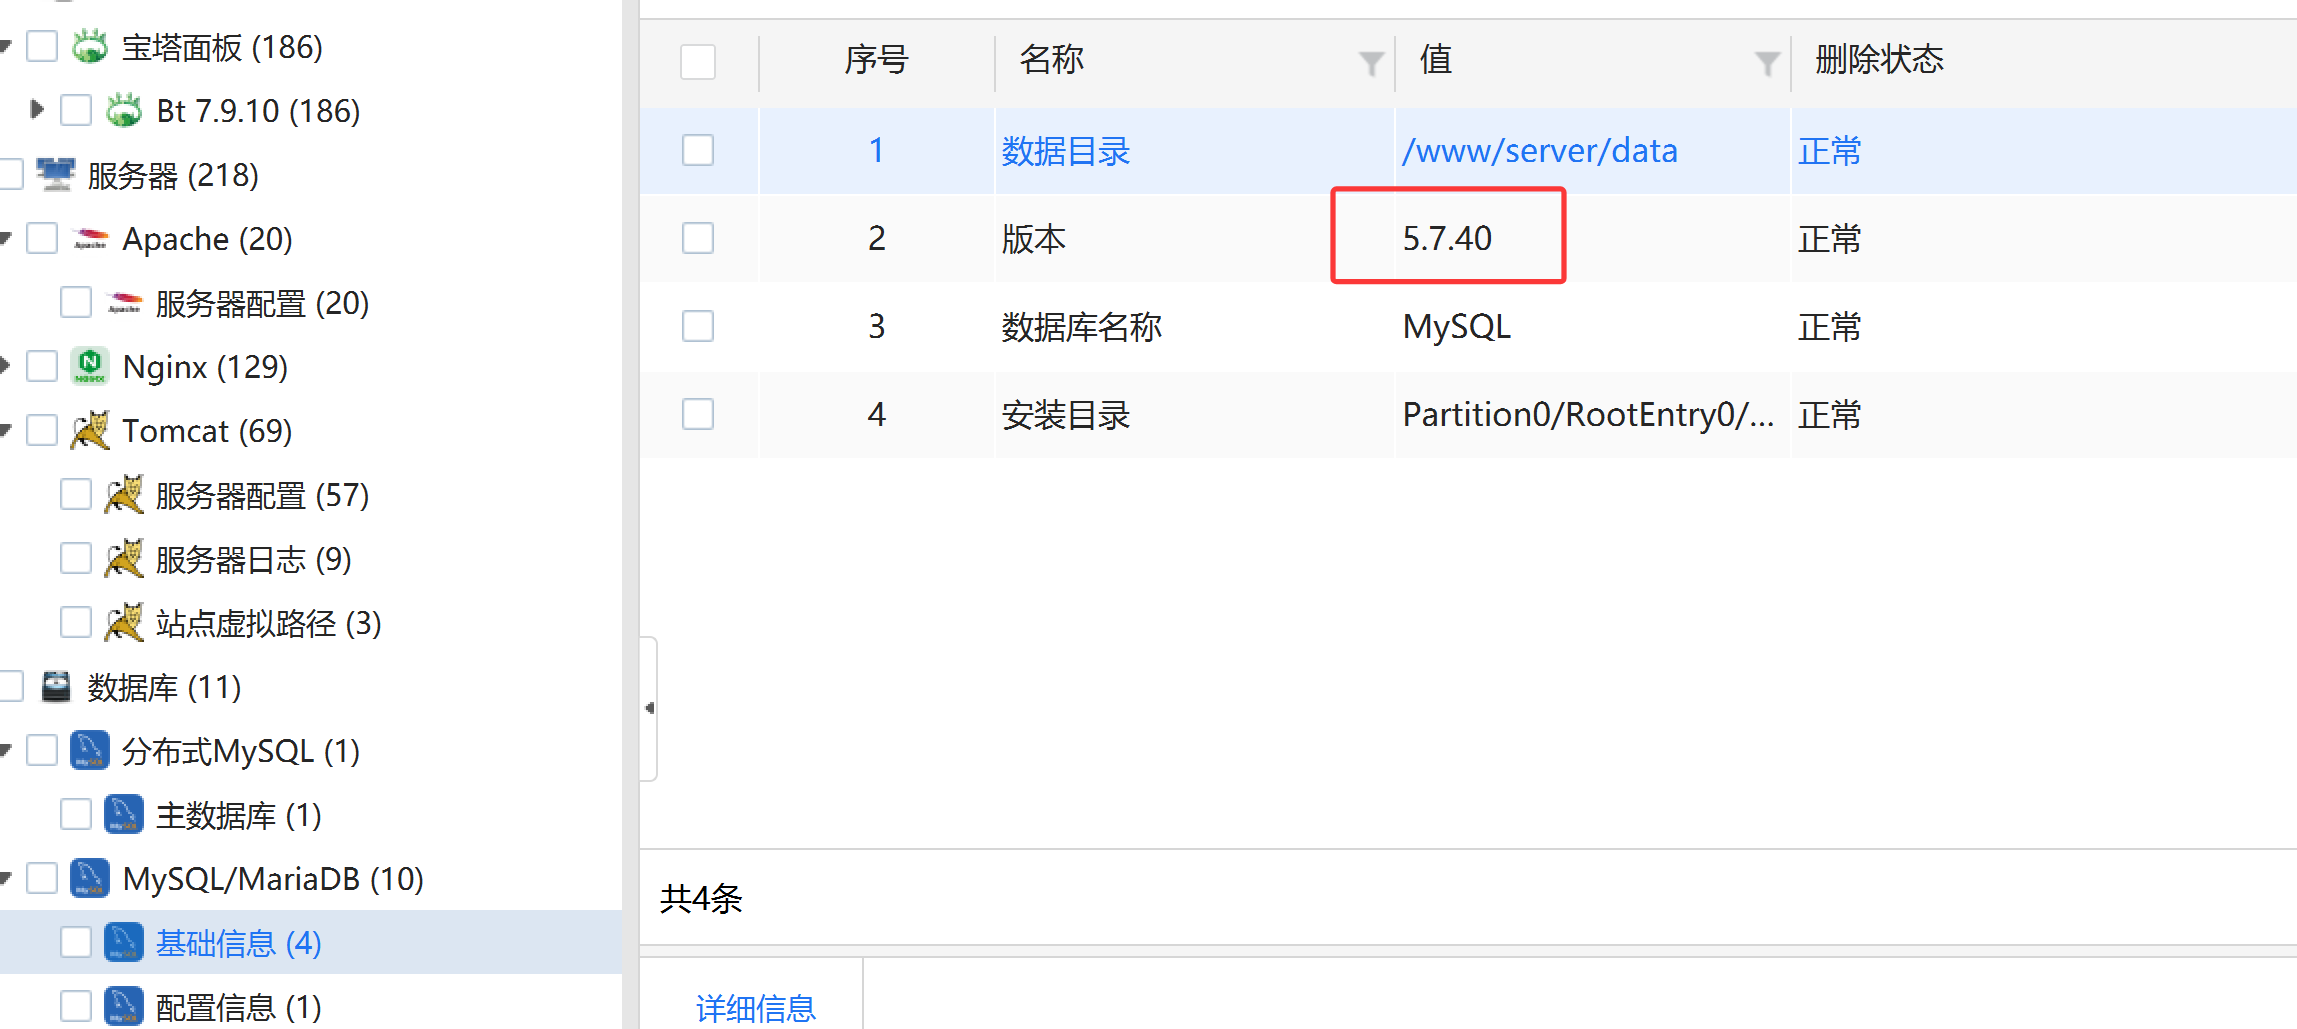 宝塔面板 (186)
Bt 7.9.10 (186)
服务器 (218)
Apache (20)
服务器配置 (20)
Nginx (129)
Tomcat (69)
服务器配置 (57)
服务器日志 (9)
站点虚拟路径 (3)
数据库 (11)
分布式MySQL (1)
主数据库 (1)
MySQL/MariaDB (10)
基础信息 (4)
配置信息 (1)
序号 名称 值 删除状态
1 数据目录 /www/server/data 正常
2 版本 5.7.40 正常
3 数据库名称 MySQL 正常
4 安装目录 Partition0/RootEntry0/... 正常
共4条
详细信息